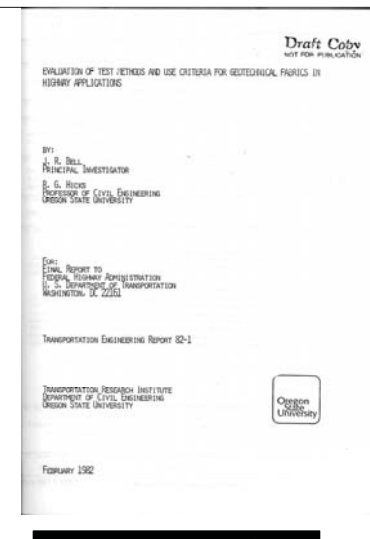 Draft Copy
NOT FOR PUBLICATION
EVALUATION OF TEST METHODS AND USE CRITERIA FOR GEOTECHNICAL FABRICS IN
HIGHWAY APPLICATIONS
BY:
J. R. BELL
PRINCIPAL INVESTIGATOR
R. G. HICKS
PROFESSOR OF CIVIL ENGINEERING
OREGON STATE UNIVERSITY
FOR:
FINAL REPORT TO
FEDERAL HIGHWAY ADMINISTRATION
U. S. DEPARTMENT OF TRANSPORTATION
WASHINGTON, DC 22161
TRANSPORTATION ENGINEERING REPORT 82-1
TRANSPORTATION RESEARCH INSTITUTE
DEPARTMENT OF CIVIL ENGINEERING
OREGON STATE UNIVERSITY
Oregon
State
University
FEBRUARY 1982